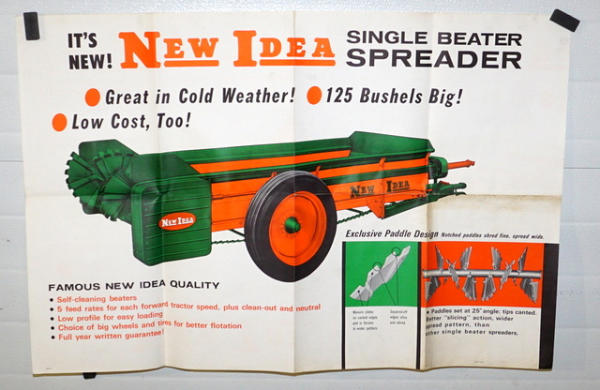 IT'S
NEW!
NEW IDEA
SINGLE BEATER
SPREADER
Great in Cold Weather!
125 Bushels Big!
Low Cost, Too!
NEW IDEA
NEW IDEA
Exclusive Paddle Design Notched paddles shred fine, spread wide.
FAMOUS NEW IDEA QUALITY
• Self-cleaning beaters
• 5 feed rates for each forward tractor speed, plus clean-out and neutral
• Low profile for easy loading
• Choice of big wheels and tires for better flotation
• Full year written guarantee!
• Paddles set at 25° angle; tips canted.
Better "slicing" action, wider
spread pattern, than
other single beater spreaders.